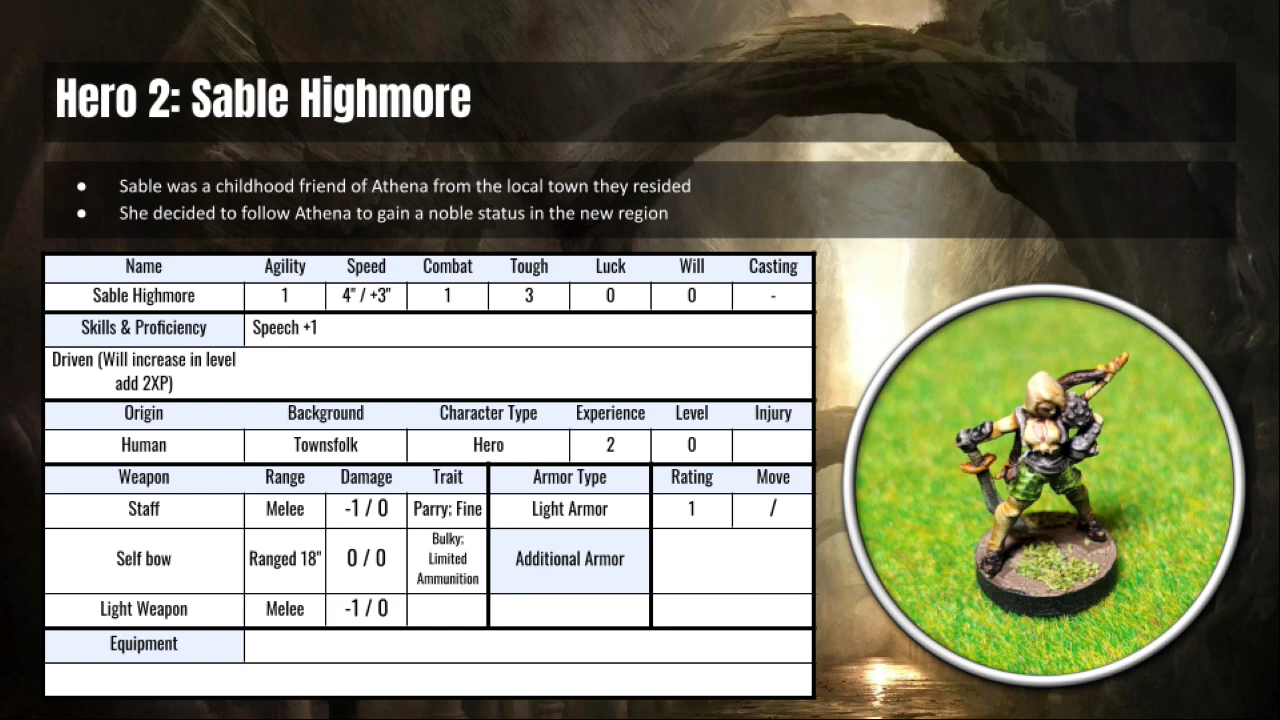 Hero 2: Sable Highmore
● Sable was a childhood friend of Athena from the local town they resided
● She decided to follow Athena to gain a noble status in the new region
Name Agility Speed Combat Tough Luck Will Casting
Sable Highmore 1 4" / +3" 1 3 0 0 -
Skills & Proficiency Speech +1
Driven (Will increase in level
add 2XP)
Origin Background Character Type Experience Level Injury
Human Townsfolk Hero 2 0
Weapon Range Damage Trait Armor Type Rating Move
Staff Melee -1 / 0 Parry; Fine Light Armor 1 /
Self bow Ranged 18" 0 / 0 Bulky;
Limited
Ammunition Additional Armor
Light Weapon Melee -1 / 0
Equipment